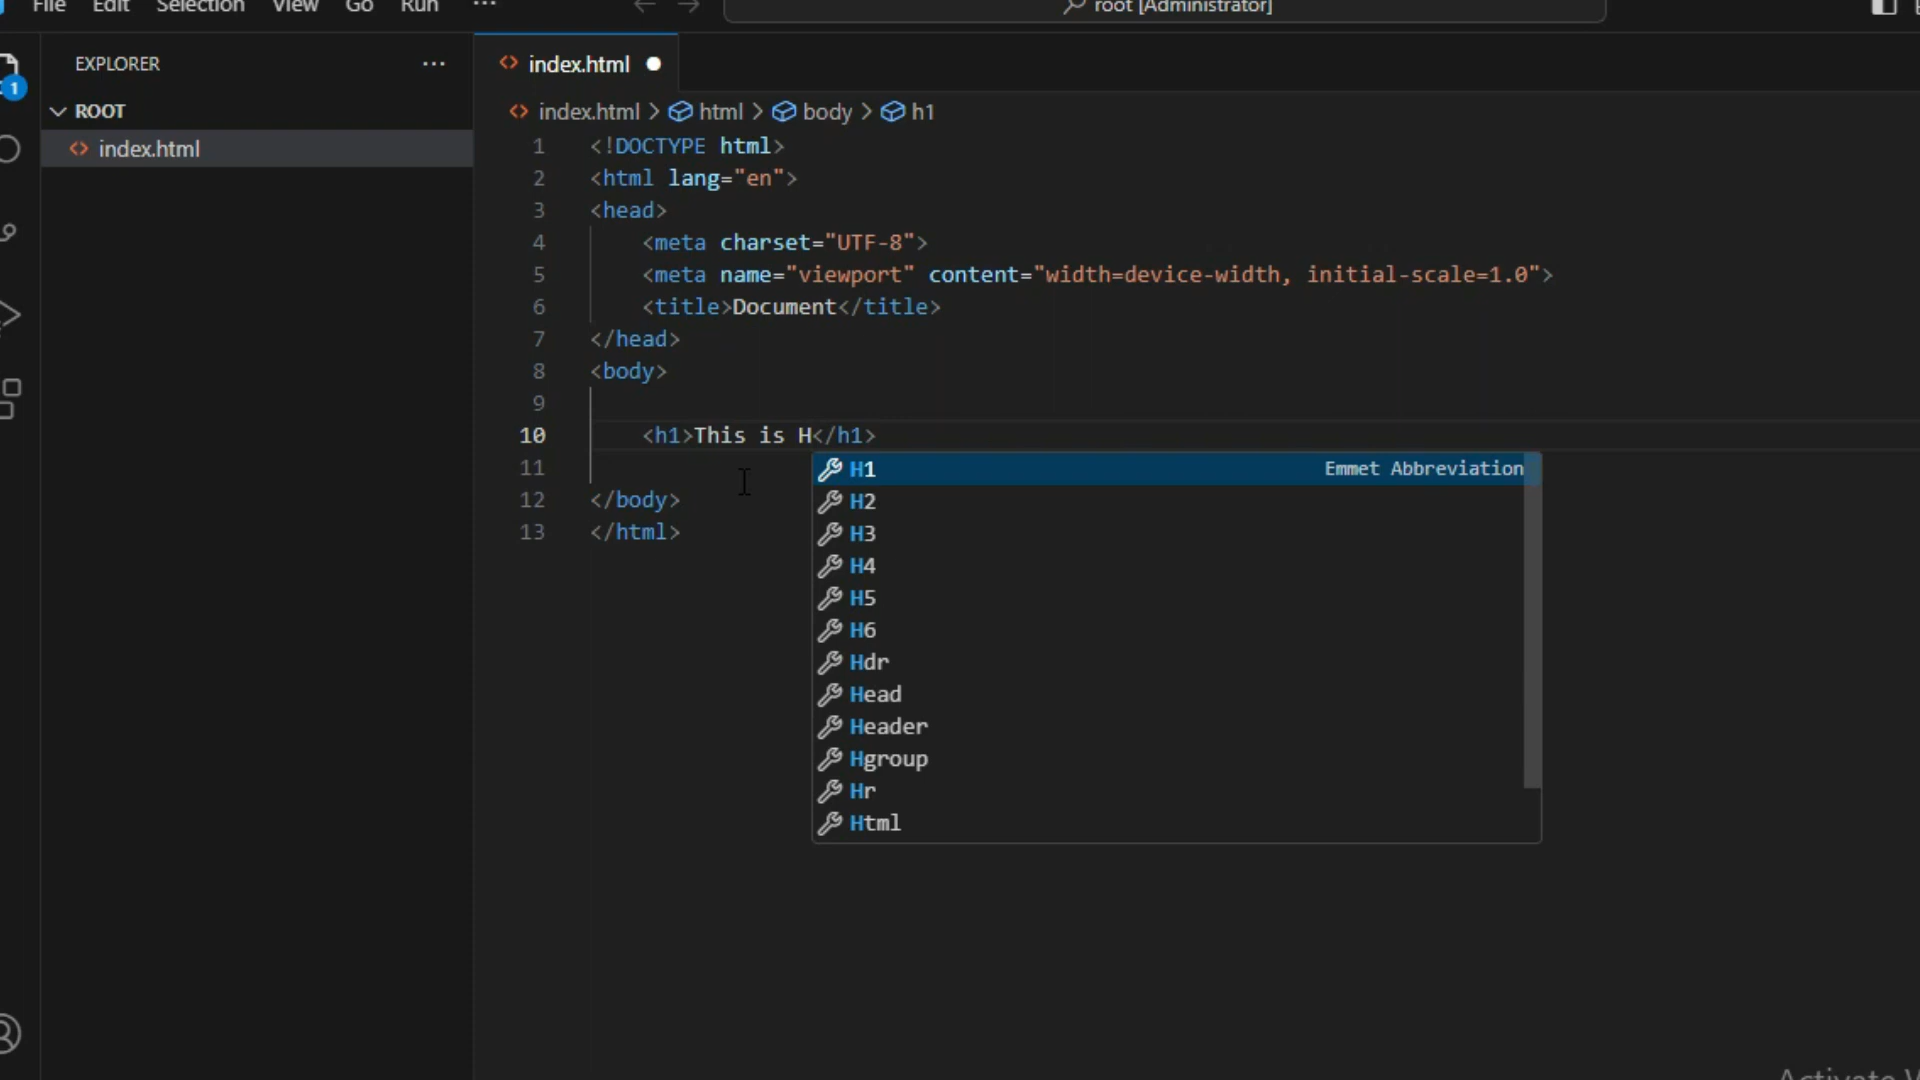 File Edit Selection View Go Run ...
root [Administrator]
EXPLORER ...
index.html
1
ROOT
index.html > html > body > h1
index.html
1 <!DOCTYPE html>
2 <html lang="en">
3 <head>
4 <meta charset="UTF-8">
5 <meta name="viewport" content="width=device-width, initial-scale=1.0">
6 <title>Document</title>
7 </head>
8 <body>
9
10 <h1>This is H</h1>
11
12 </body>
13 </html>
H1 Emmet Abbreviation
H2
H3
H4
H5
H6
Hdr
Head
Header
Hgroup
Hr
Html
Activate